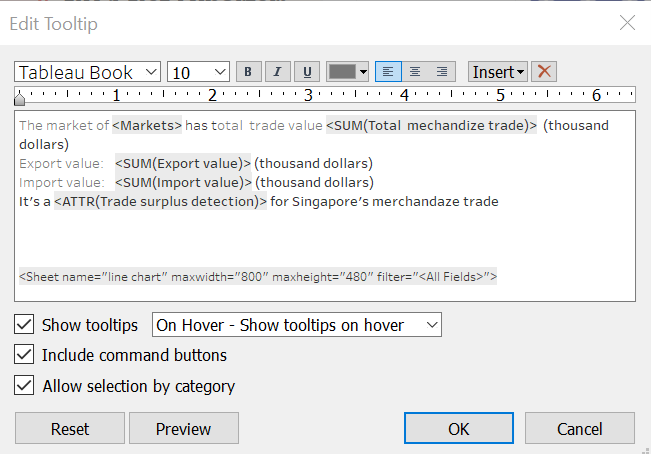 Edit Tooltip
Tableau Book 10 B I U Insert
1 2 3 4 5 6
The market of <Markets> has total trade value <SUM(Total mechandize trade)> (thousand
dollars)
Export value: <SUM(Export value)> (thousand dollars)
Import value: <SUM(Import value)> (thousand dollars)
It's a <ATTR(Trade surplus detection)> for Singapore's merchandaze trade
<Sheet name="line chart" maxwidth="800" maxheight="480" filter="<All Fields>">
Show tooltips On Hover - Show tooltips on hover
Include command buttons
Allow selection by category
Reset Preview OK Cancel